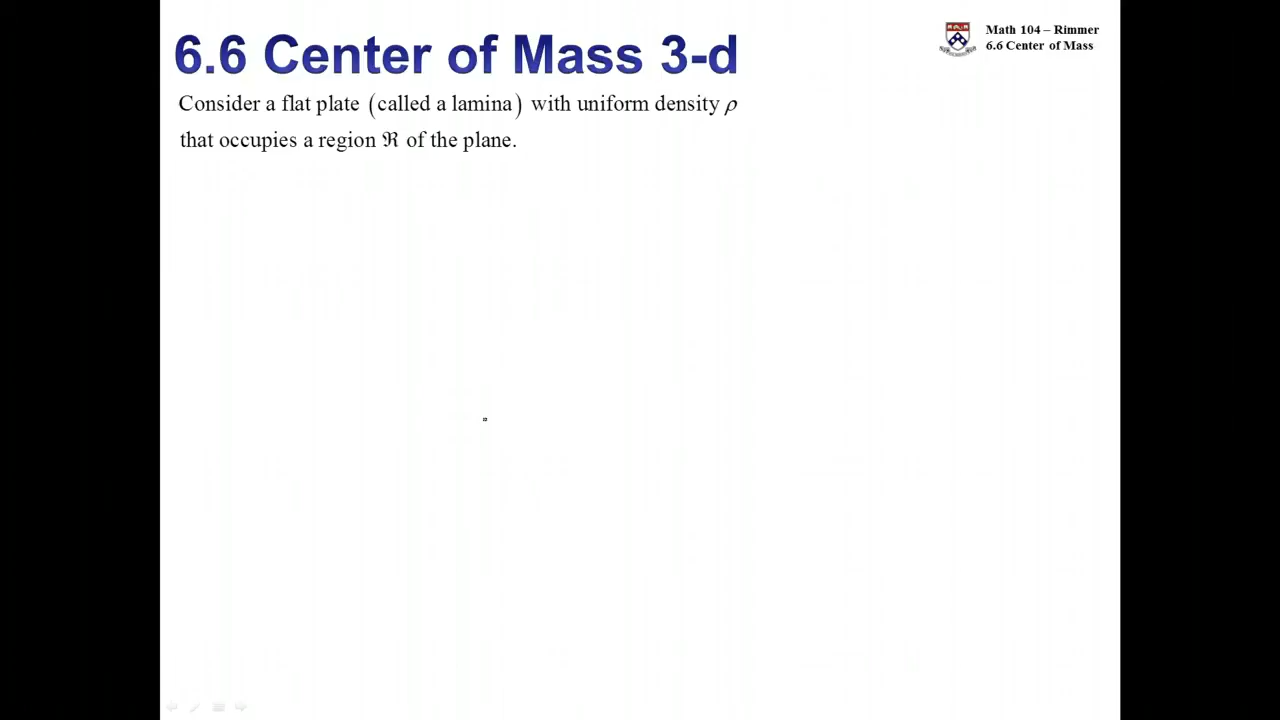 6.6 Center of Mass 3-d
Math 104 – Rimmer
6.6 Center of Mass
Consider a flat plate (called a lamina) with uniform density ρ
that occupies a region ℜ of the plane.